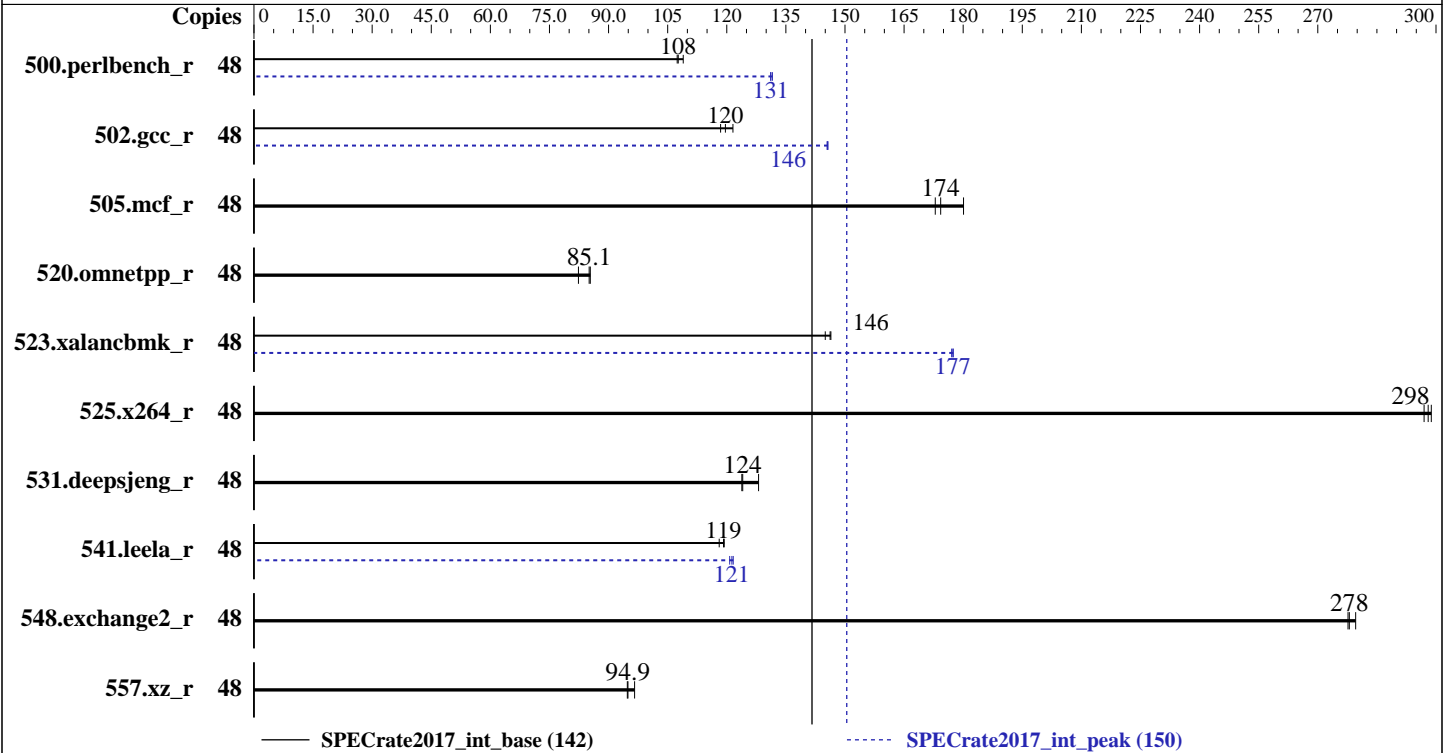 Copies 0 15.0 30.0 45.0 60.0 75.0 90.0 105 120 135 150 165 180 195 210 225 240 255 270 300
500.perlbench_r 48 108
131
502.gcc_r 48 120
146
505.mcf_r 48 174
520.omnetpp_r 48 85.1
523.xalancbmk_r 48 146
177
525.x264_r 48 298
531.deepsjeng_r 48 124
541.leela_r 48 119
121
548.exchange2_r 48 278
557.xz_r 48 94.9
SPECrate2017_int_base (142) SPECrate2017_int_peak (150)